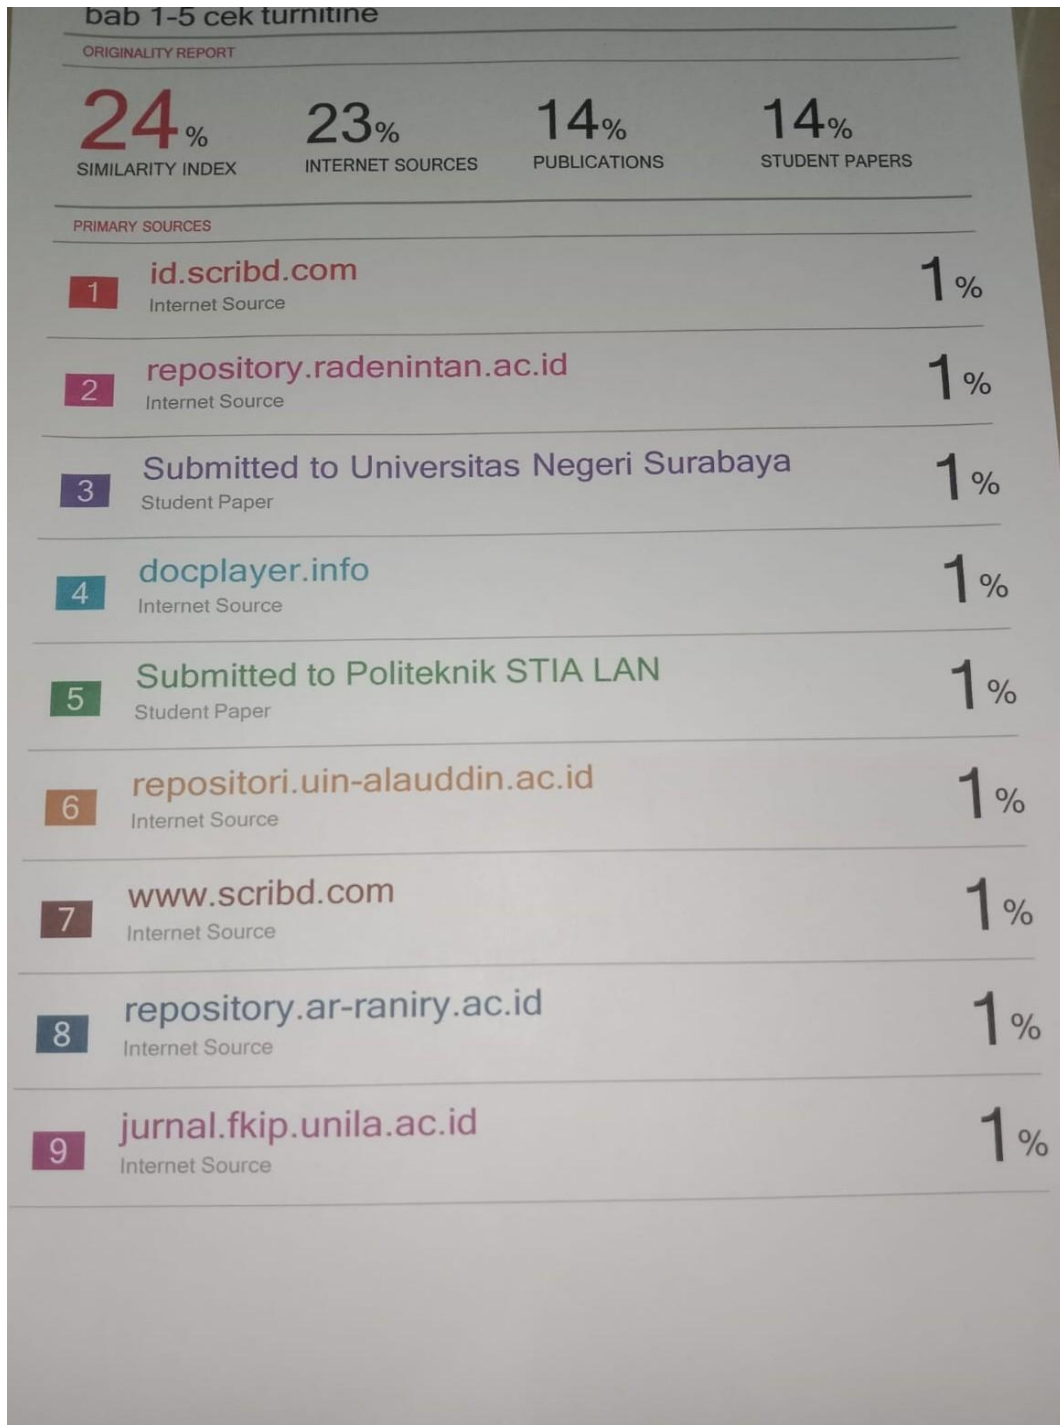 bab 1-5 cek turnitine
ORIGINALITY REPORT
24% 23% 14% 14%
SIMILARITY INDEX INTERNET SOURCES PUBLICATIONS STUDENT PAPERS
PRIMARY SOURCES
1 id.scribd.com 1%
Internet Source
2 repository.radenintan.ac.id 1%
Internet Source
3 Submitted to Universitas Negeri Surabaya 1%
Student Paper
4 docplayer.info 1%
Internet Source
5 Submitted to Politeknik STIA LAN 1%
Student Paper
6 repositori.uin-alauddin.ac.id 1%
Internet Source
7 www.scribd.com 1%
Internet Source
8 repository.ar-raniry.ac.id 1%
Internet Source
9 jurnal.fkip.unila.ac.id 1%
Internet Source